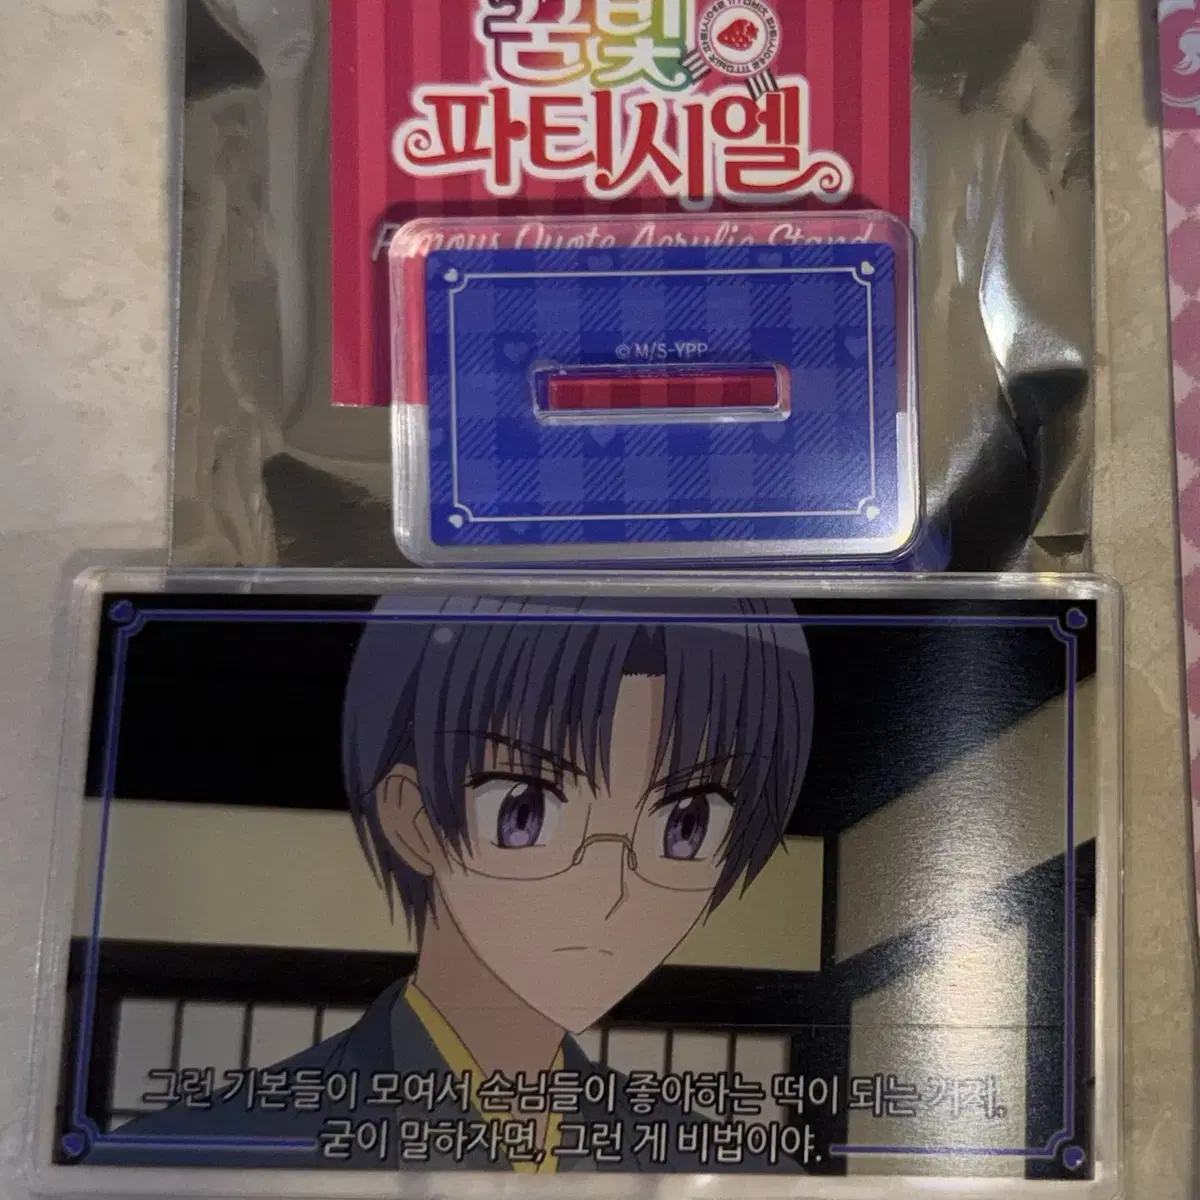 꿈빛
파티시엘
Famous Quote Acrylic Stand
© M/S-YPP
그런 기본들이 모여서 손님들이 좋아하는 떡이 되는 거지.
굳이 말하자면, 그런 게 비법이야.